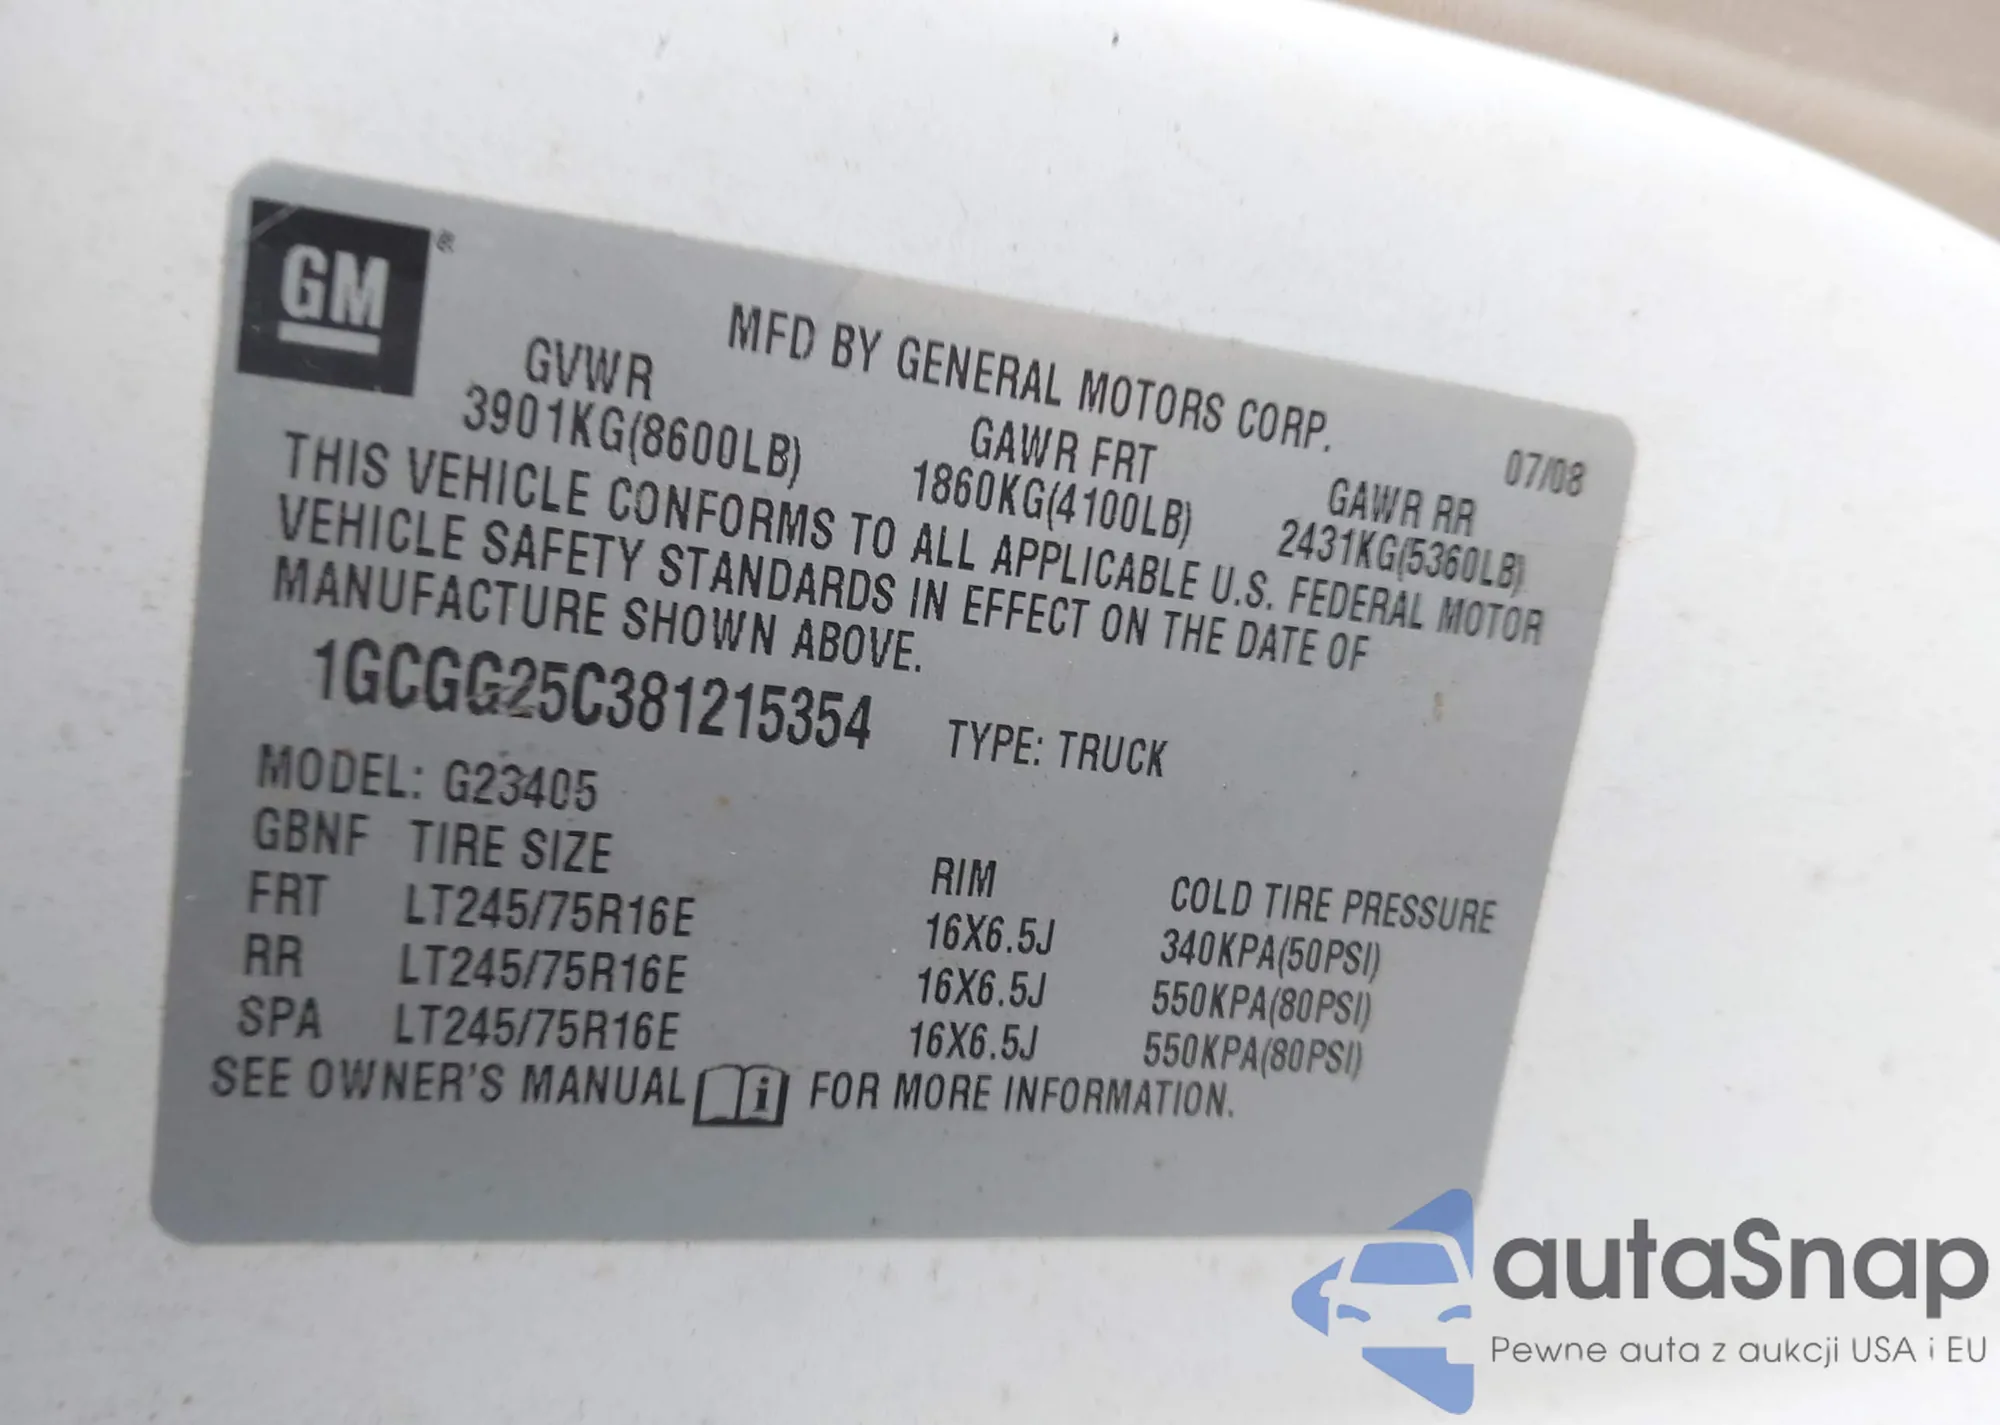 GM ®
MFD BY GENERAL MOTORS CORP. 07/08
GVWR GAWR FRT GAWR RR
3901KG(8600LB) 1860KG(4100LB) 2431KG(5360LB)
THIS VEHICLE CONFORMS TO ALL APPLICABLE U.S. FEDERAL MOTOR
VEHICLE SAFETY STANDARDS IN EFFECT ON THE DATE OF
MANUFACTURE SHOWN ABOVE.
1GCGG25C381215354 TYPE: TRUCK
MODEL: G23405
GBNF TIRE SIZE RIM COLD TIRE PRESSURE
FRT LT245/75R16E 16X6.5J 340KPA(50PSI)
RR LT245/75R16E 16X6.5J 550KPA(80PSI)
SPA LT245/75R16E 16X6.5J 550KPA(80PSI)
SEE OWNER'S MANUAL i FOR MORE INFORMATION.
autaSnap
Pewne auta z aukcji USA i EU